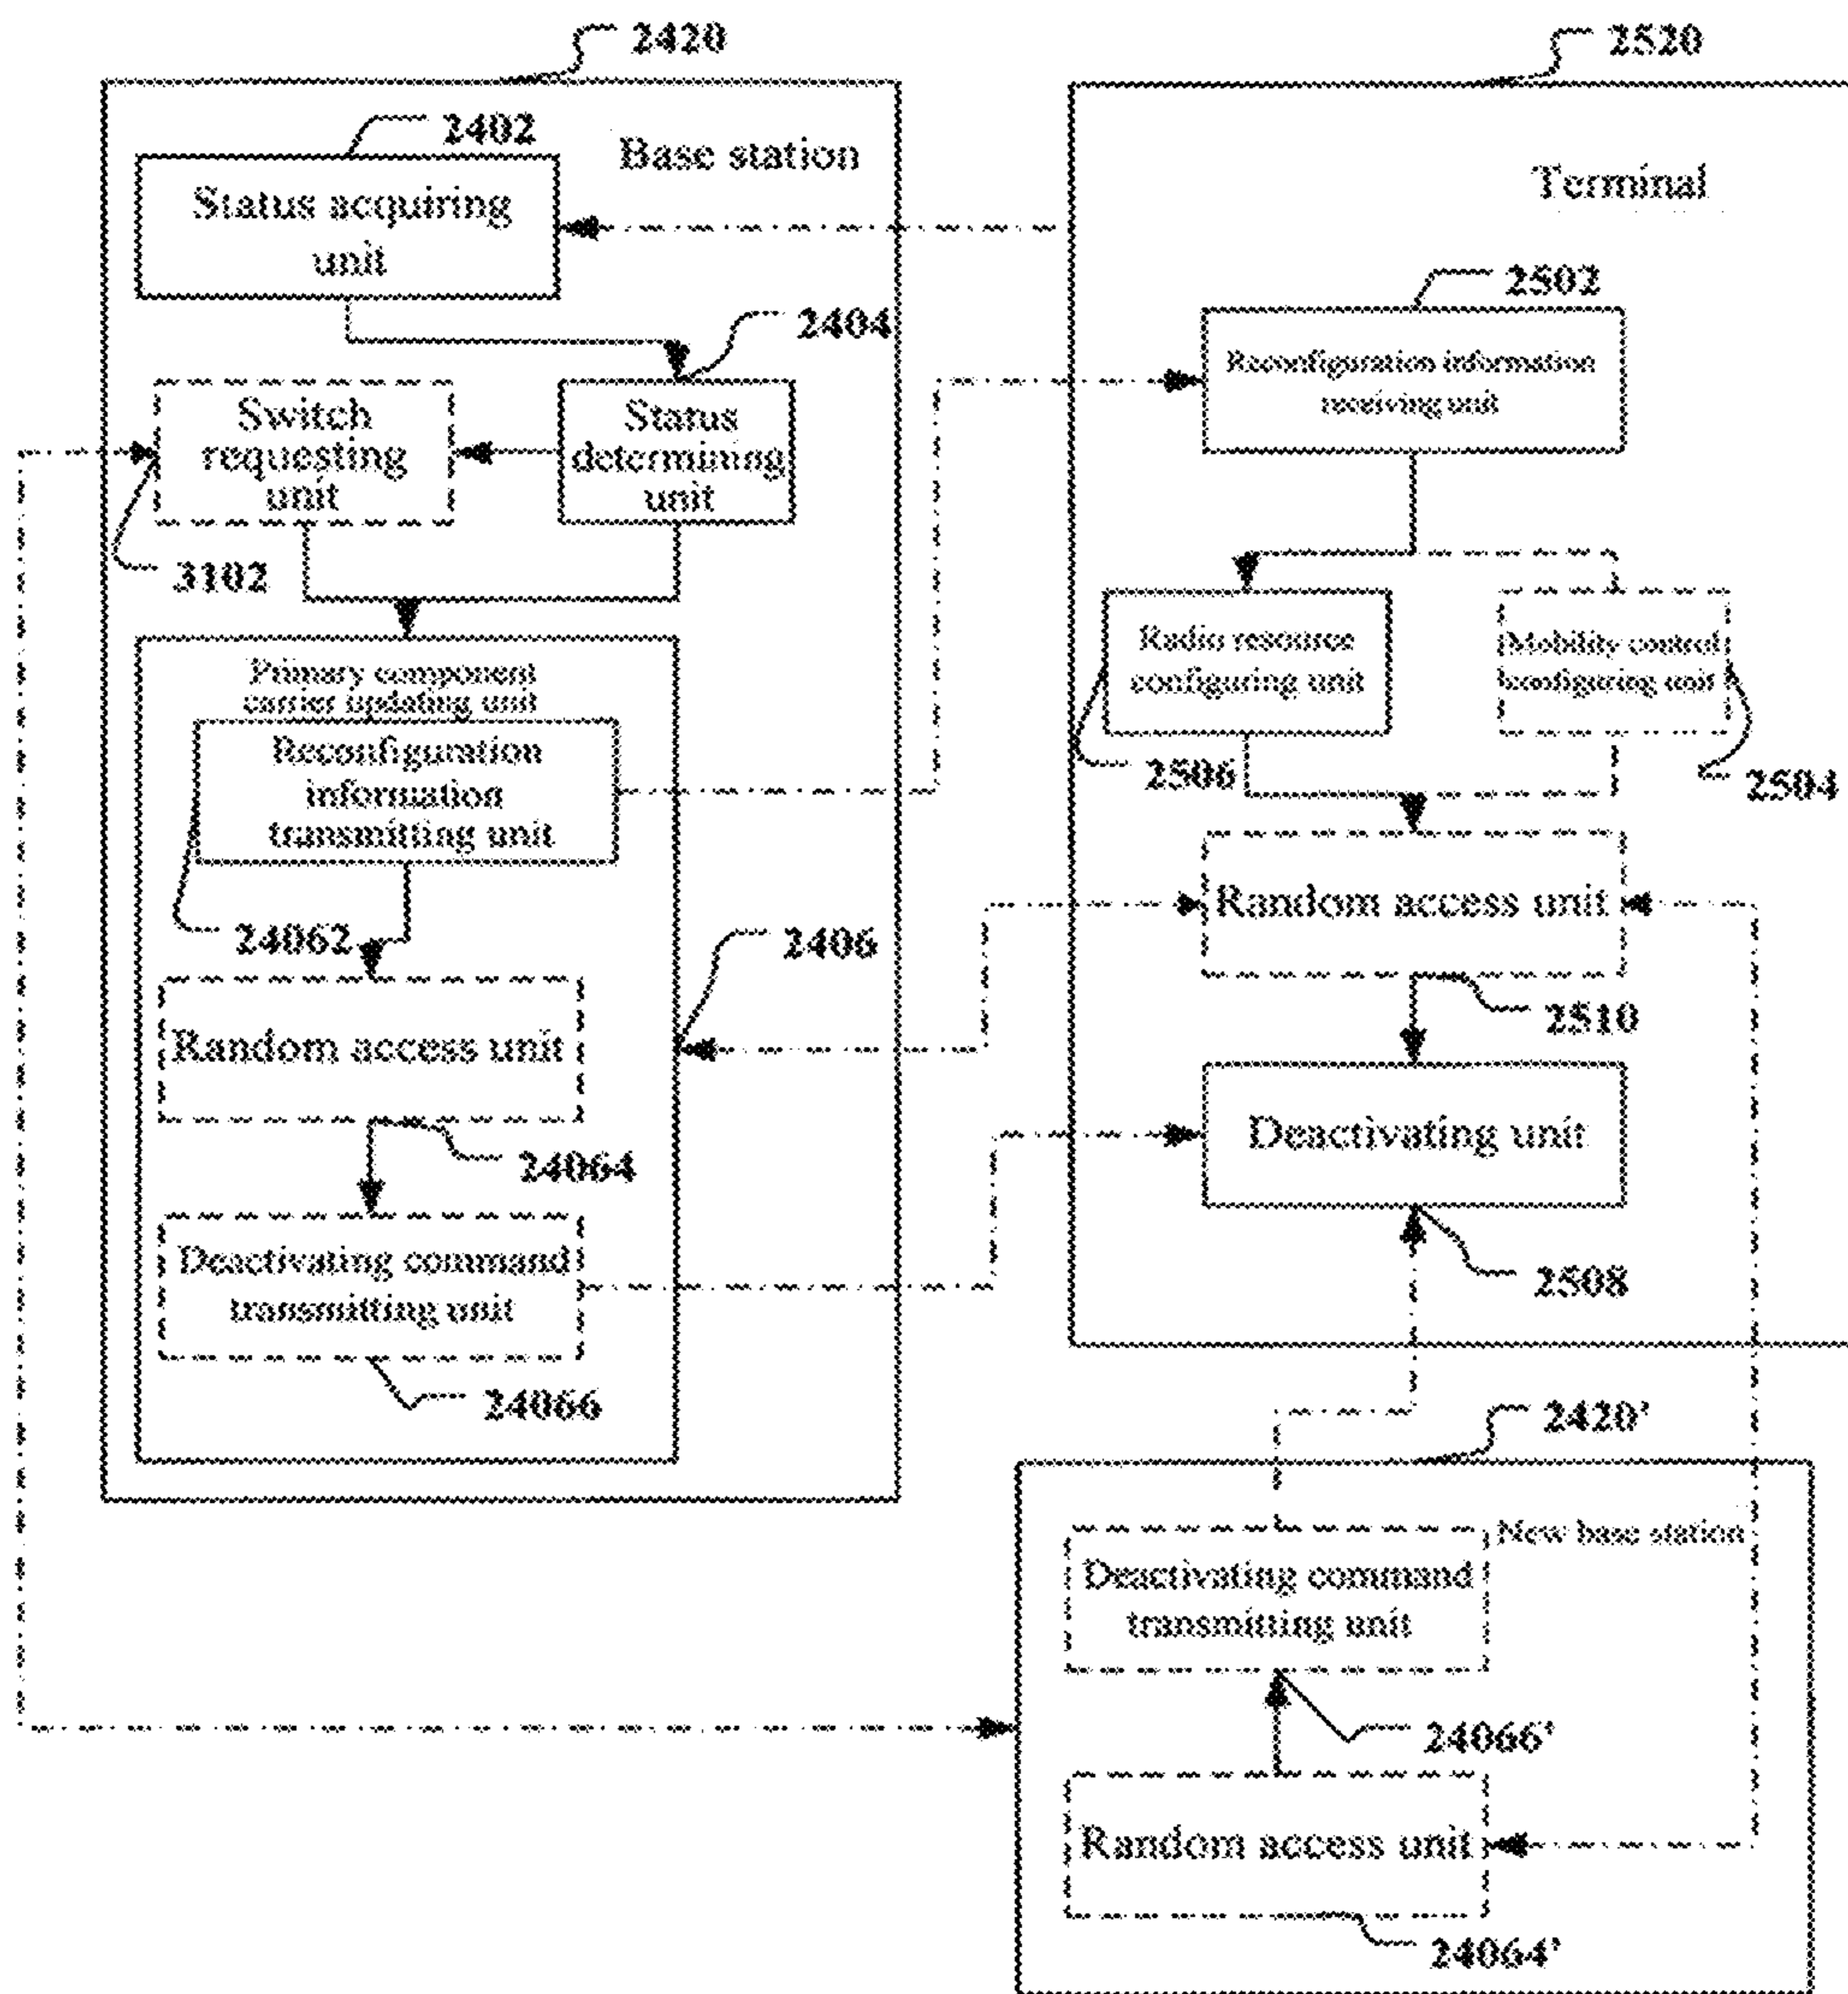 2420
2402
Base station
Status acquiring
unit
2404
Switch
requesting
unit
Status
determining
unit
3102
Primary component
carrier updating unit
Reconfiguration
information
transmitting unit
24062
2406
Random access unit
24064
Deactivating command
transmitting unit
24066
2520
Terminal
2502
Reconfiguration information
receiving unit
Radio resource
configuring unit
2506
Mobility control
configuring unit
2504
Random access unit
2510
Deactivating unit
2508
2420'
New base station
Deactivating command
transmitting unit
24066'
Random access unit
24064'